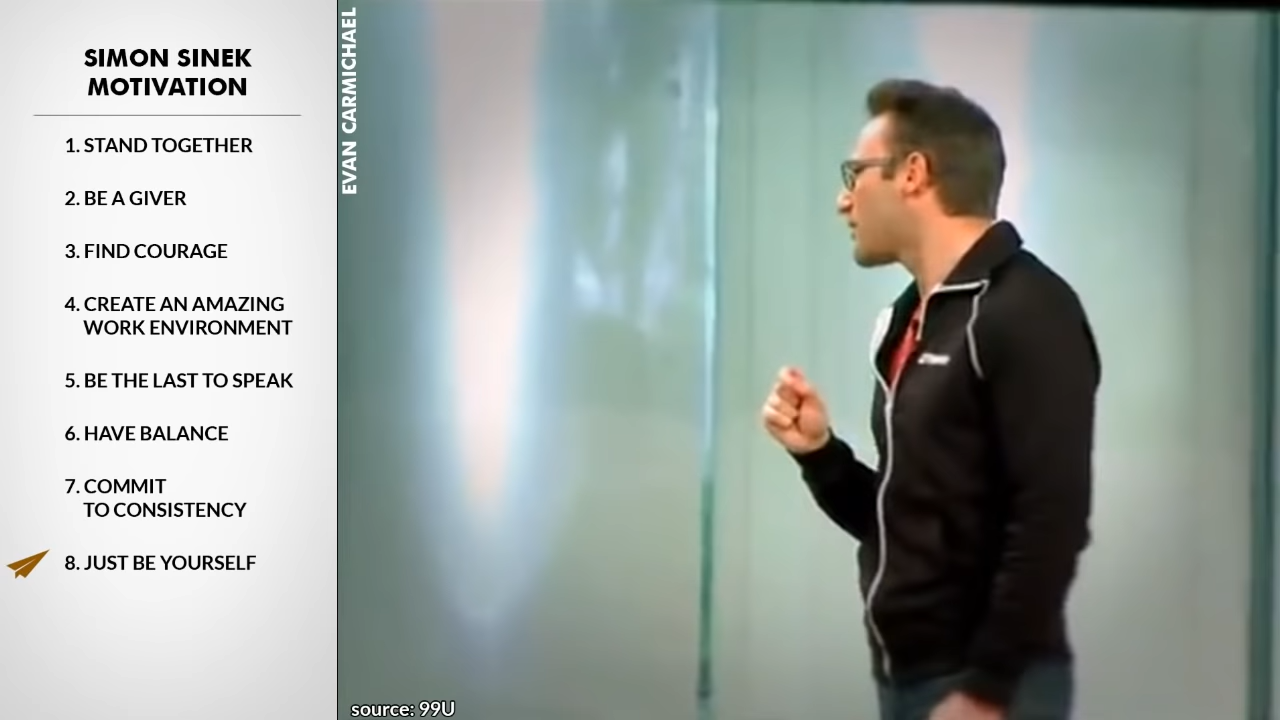 SIMON SINEK
MOTIVATION
1. STAND TOGETHER
2. BE A GIVER
3. FIND COURAGE
4. CREATE AN AMAZING
WORK ENVIRONMENT
5. BE THE LAST TO SPEAK
6. HAVE BALANCE
7. COMMIT
TO CONSISTENCY
8. JUST BE YOURSELF
EVAN CARMICHAEL
source: 99U